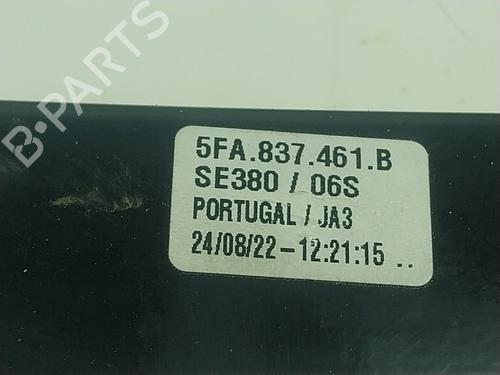 B-PARTS
5FA.837.461.B
SE380 / 06S
PORTUGAL / JA3
24/08/22-12:21:15 ..